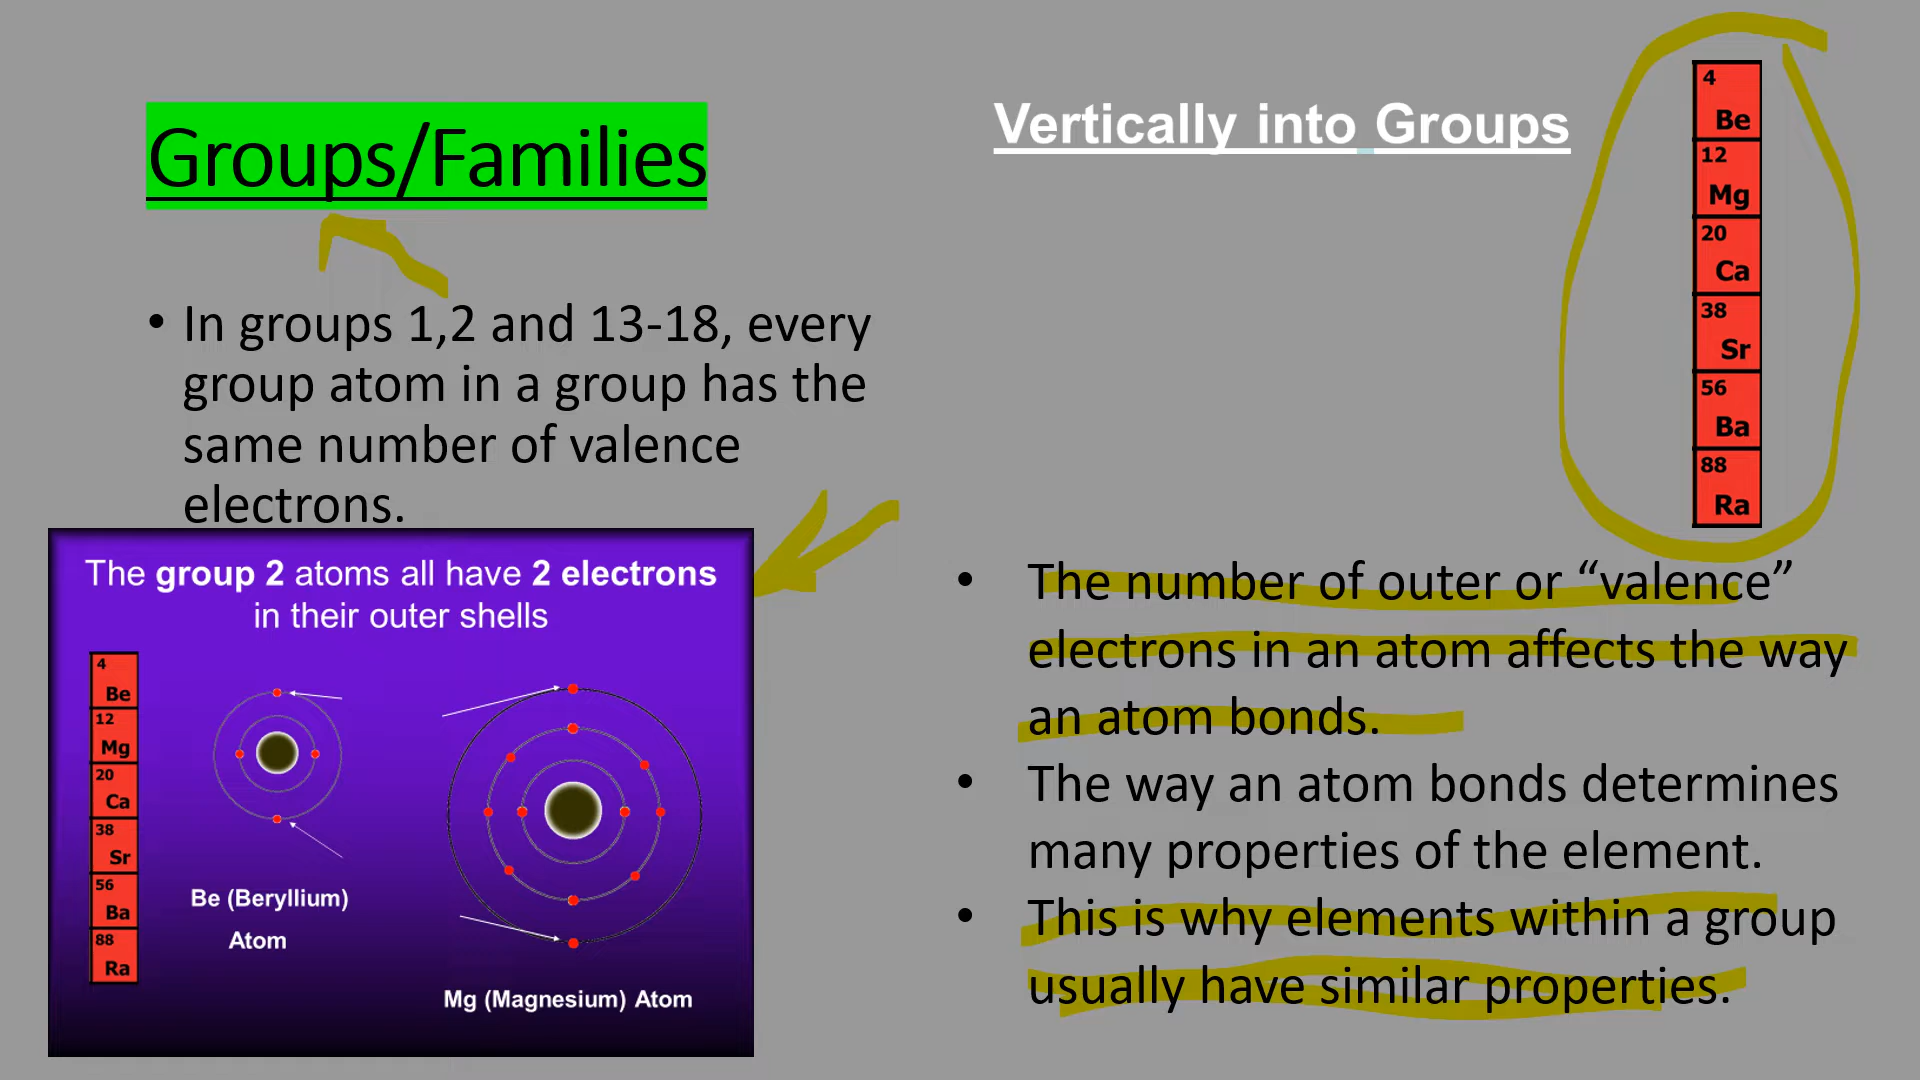 Groups/Families
• In groups 1,2 and 13-18, every
group atom in a group has the
same number of valence
electrons.
The group 2 atoms all have 2 electrons
in their outer shells
4
Be
12
Mg
20
Ca
38
Sr
56
Ba
88
Ra
Be (Beryllium)
Atom
Mg (Magnesium) Atom
Vertically into Groups
4
Be
12
Mg
20
Ca
38
Sr
56
Ba
88
Ra
• The number of outer or “valence”
electrons in an atom affects the way
an atom bonds.
• The way an atom bonds determines
many properties of the element.
• This is why elements within a group
usually have similar properties.